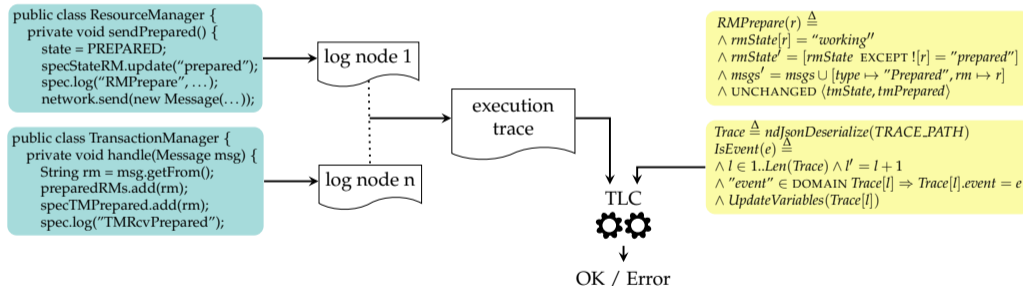 public class ResourceManager {
private void sendPrepared() {
state = PREPARED;
specStateRM.update("prepared");
spec.log("RMPrepare", …);
network.send(new Message(…));
public class TransactionManager {
private void handle(Message msg) {
String rm = msg.getFrom();
preparedRMs.add(rm);
specTMPrepared.add(rm);
spec.log("TMRcvPrepared");
log node 1
log node n
execution
trace
TLC
OK / Error
RMPrepare(r) ≜
∧ rmState[r] = "working"
∧ rmState′ = [rmState EXCEPT ![r] = "prepared"]
∧ msgs′ = msgs ∪ [type ↦ "Prepared", rm ↦ r]
∧ UNCHANGED ⟨tmState, tmPrepared⟩
Trace ≜ ndJsonDeserialize(TRACE_PATH)
IsEvent(e) ≜
∧ l ∈ 1..Len(Trace) ∧ l′ = l + 1
∧ "event" ∈ DOMAIN Trace[l] ⇒ Trace[l].event = e
∧ UpdateVariables(Trace[l])